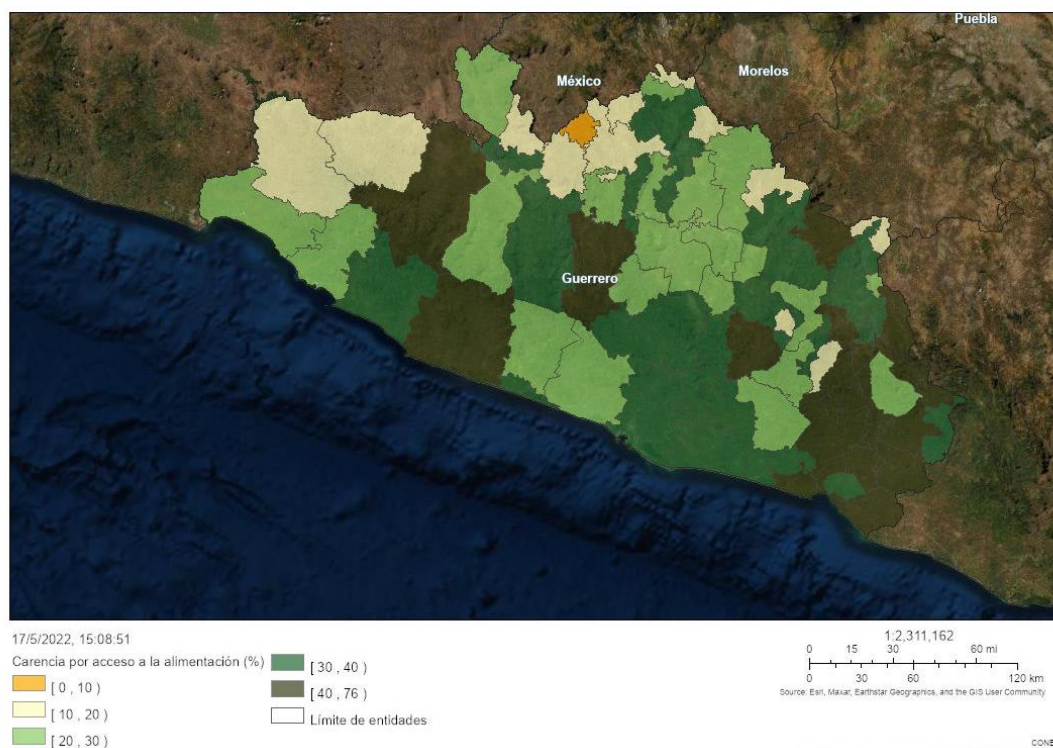 Puebla
México
Morelos
Guerrero
17/5/2022, 15:08:51
Carencia por acceso a la alimentación (%)
[ 0 , 10 )
[ 10 , 20 )
[ 20 , 30 )
[ 30 , 40 )
[ 40 , 76 )
Límite de entidades
1:2,311,162
0 15 30 60 mi
0 30 60 120 km
Source: Esri, Maxar, Earthstar Geographics, and the GIS User Community
CONE